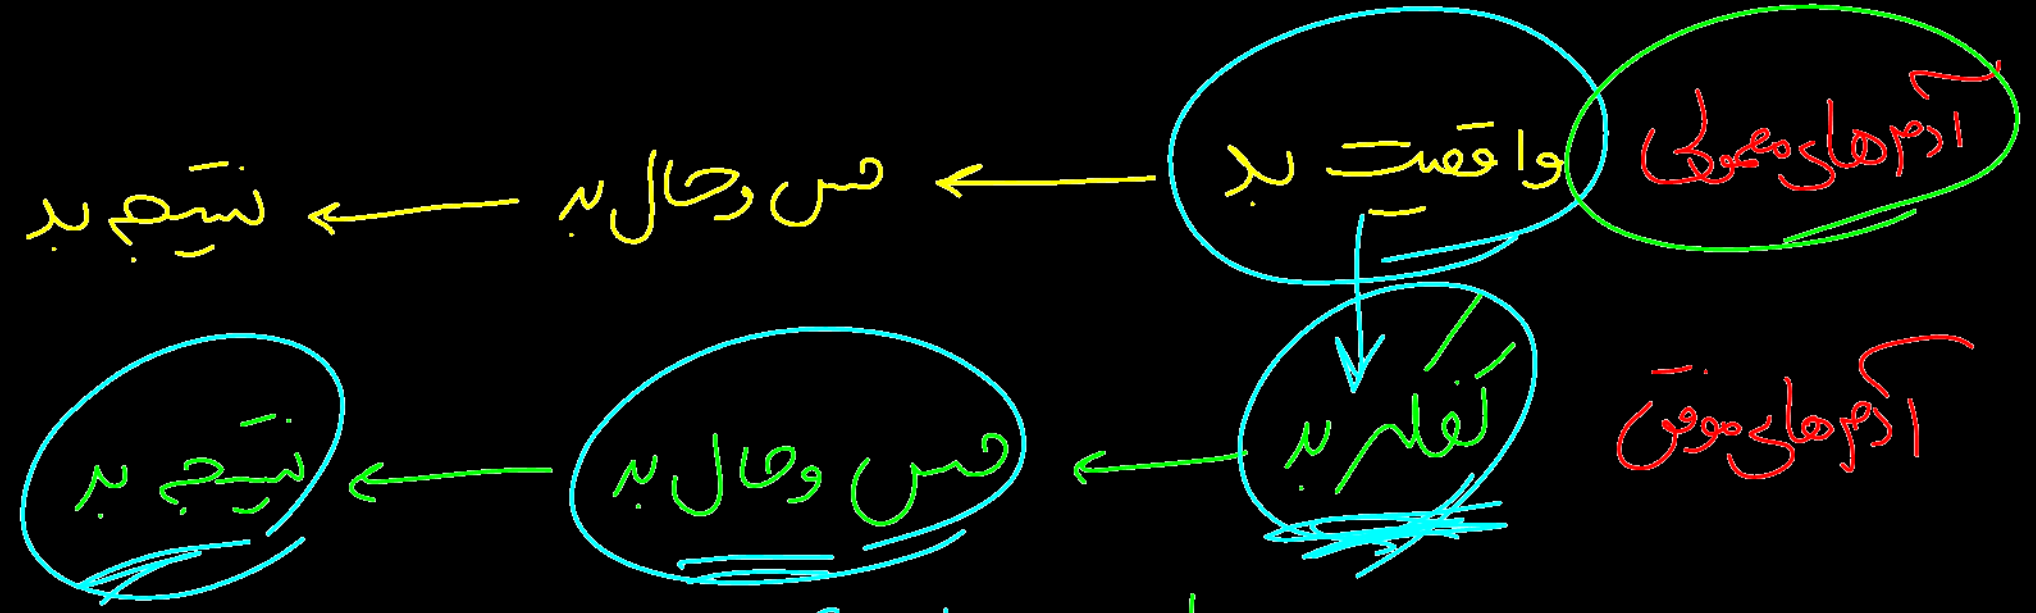 آدم های معمولی واقعیت بد ← حس و حال بد ← نتیجه بد
آدم های موفق تفکر بد ← حس و حال بد ← نتیجه بد